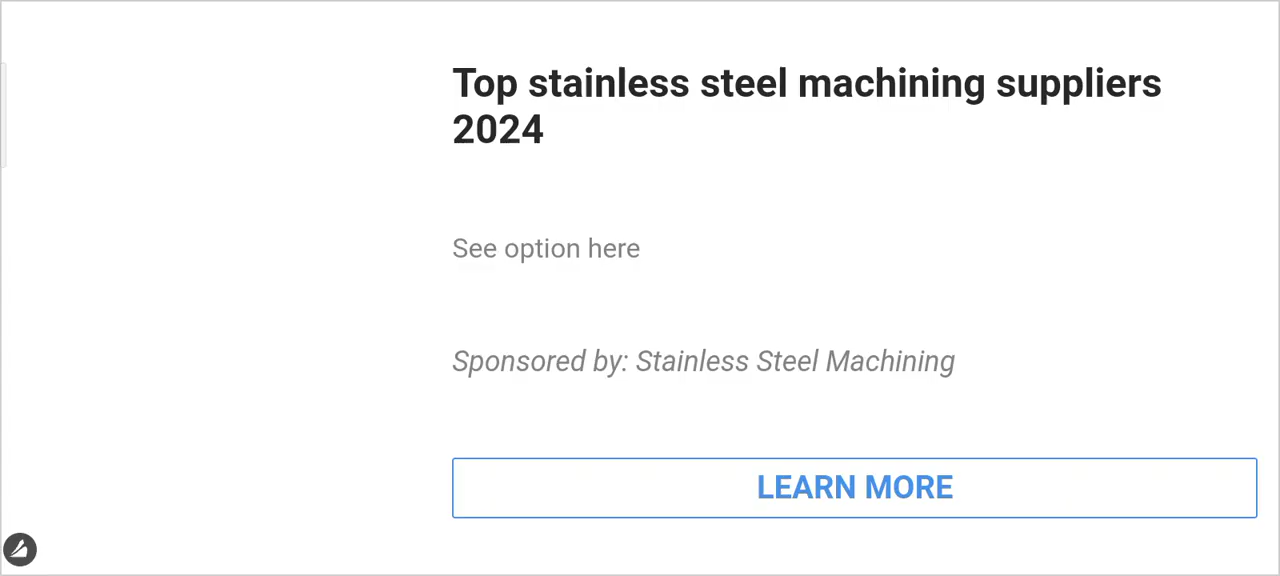 Top stainless steel machining suppliers
2024
See option here
Sponsored by: Stainless Steel Machining
LEARN MORE